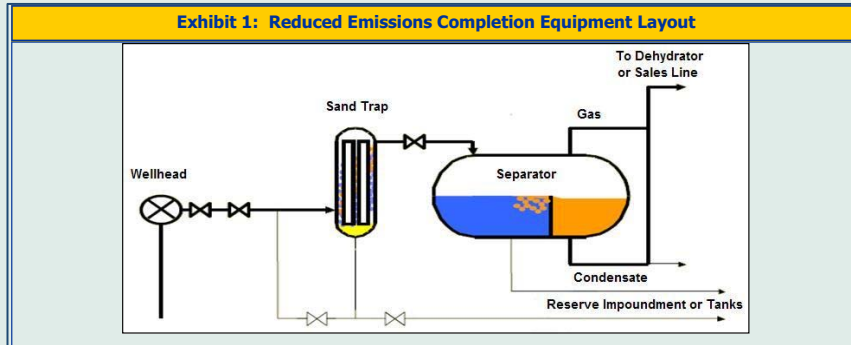 Exhibit 1: Reduced Emissions Completion Equipment Layout
To Dehydrator
or Sales Line
Sand Trap
Gas
Wellhead
Separator
Condensate
Reserve Impoundment or Tanks